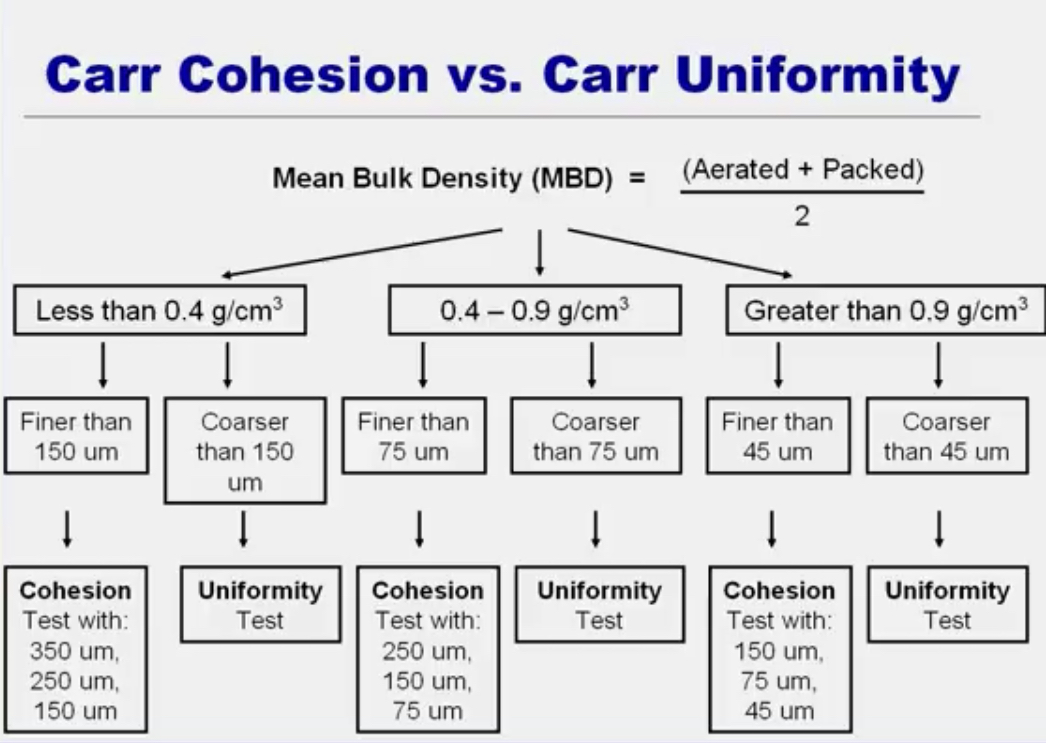 Carr Cohesion vs. Carr Uniformity
Mean Bulk Density (MBD) = (Aerated + Packed)
2
Less than 0.4 g/cm³
0.4 – 0.9 g/cm³
Greater than 0.9 g/cm³
Finer than
150 um
Coarser
than 150
um
Finer than
75 um
Coarser
than 75 um
Finer than
45 um
Coarser
than 45 um
Cohesion
Test with:
350 um,
250 um,
150 um
Uniformity
Test
Cohesion
Test with:
250 um,
150 um,
75 um
Uniformity
Test
Cohesion
Test with:
150 um,
75 um,
45 um
Uniformity
Test